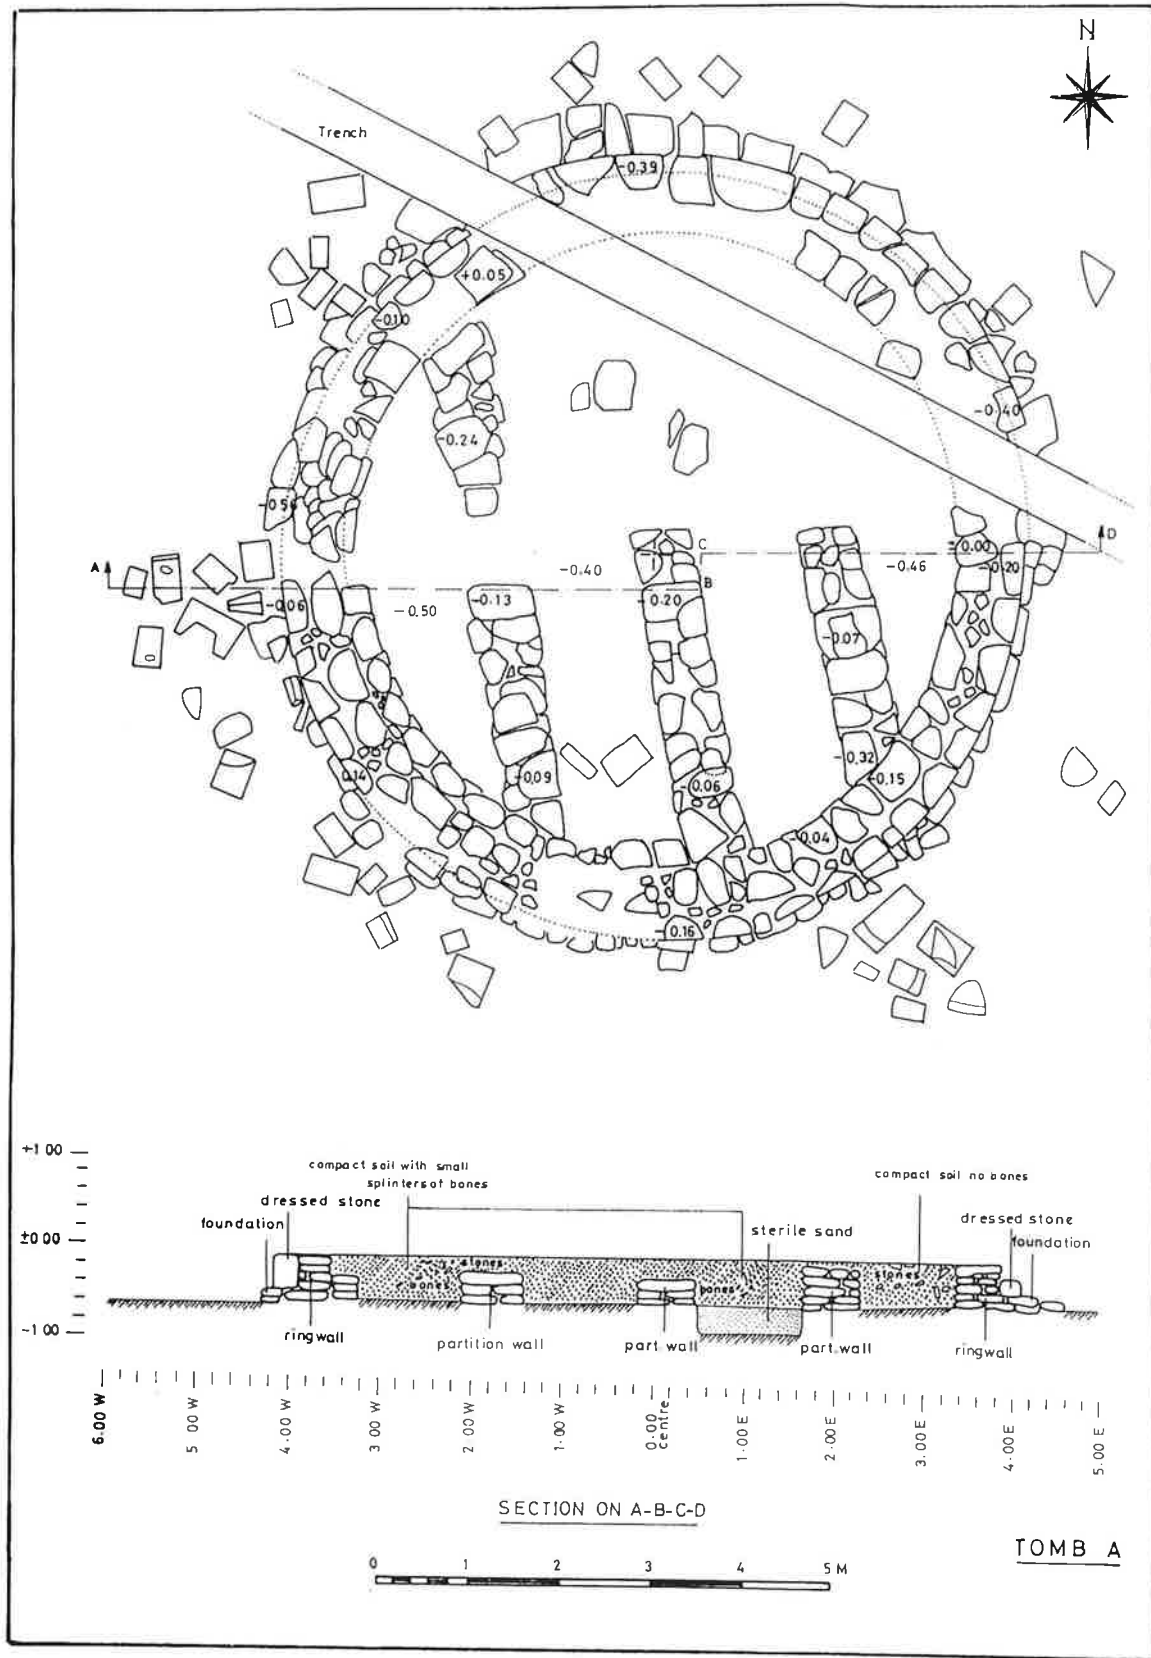 N
Trench
-0.39
+0.05
-0.10
-0.40
-0.24
-0.56
± 0.00
D
C
A
-0.40
-0.46
-0.20
B
-0.06
-0.50
-0.13
-0.20
-0.07
-0.32
-0.15
0.14
-0.09
-0.06
-0.04
0.16
+1 00
±0 00
-1 00
compact soil with small
splinters of bones
compact soil no bones
dressed stone
foundation
sterile sand
dressed stone
foundation
stones
bones
bones
stones
ringwall
partition wall
part wall
part wall
ringwall
6.00 W
5 00 W
4.00 W
3 00 W
2 00 W
1.00 W
0.00
centre
1.00 E
2.00 E
3.00 E
4.00 E
5.00 E
SECTION ON A-B-C-D
TOMB A
0 1 2 3 4 5 M